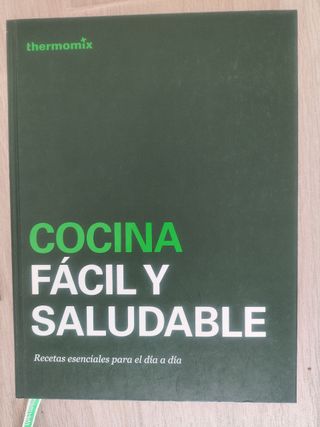 thermomix
COCINA
FÁCIL Y
SALUDABLE
Recetas esenciales para el día a día